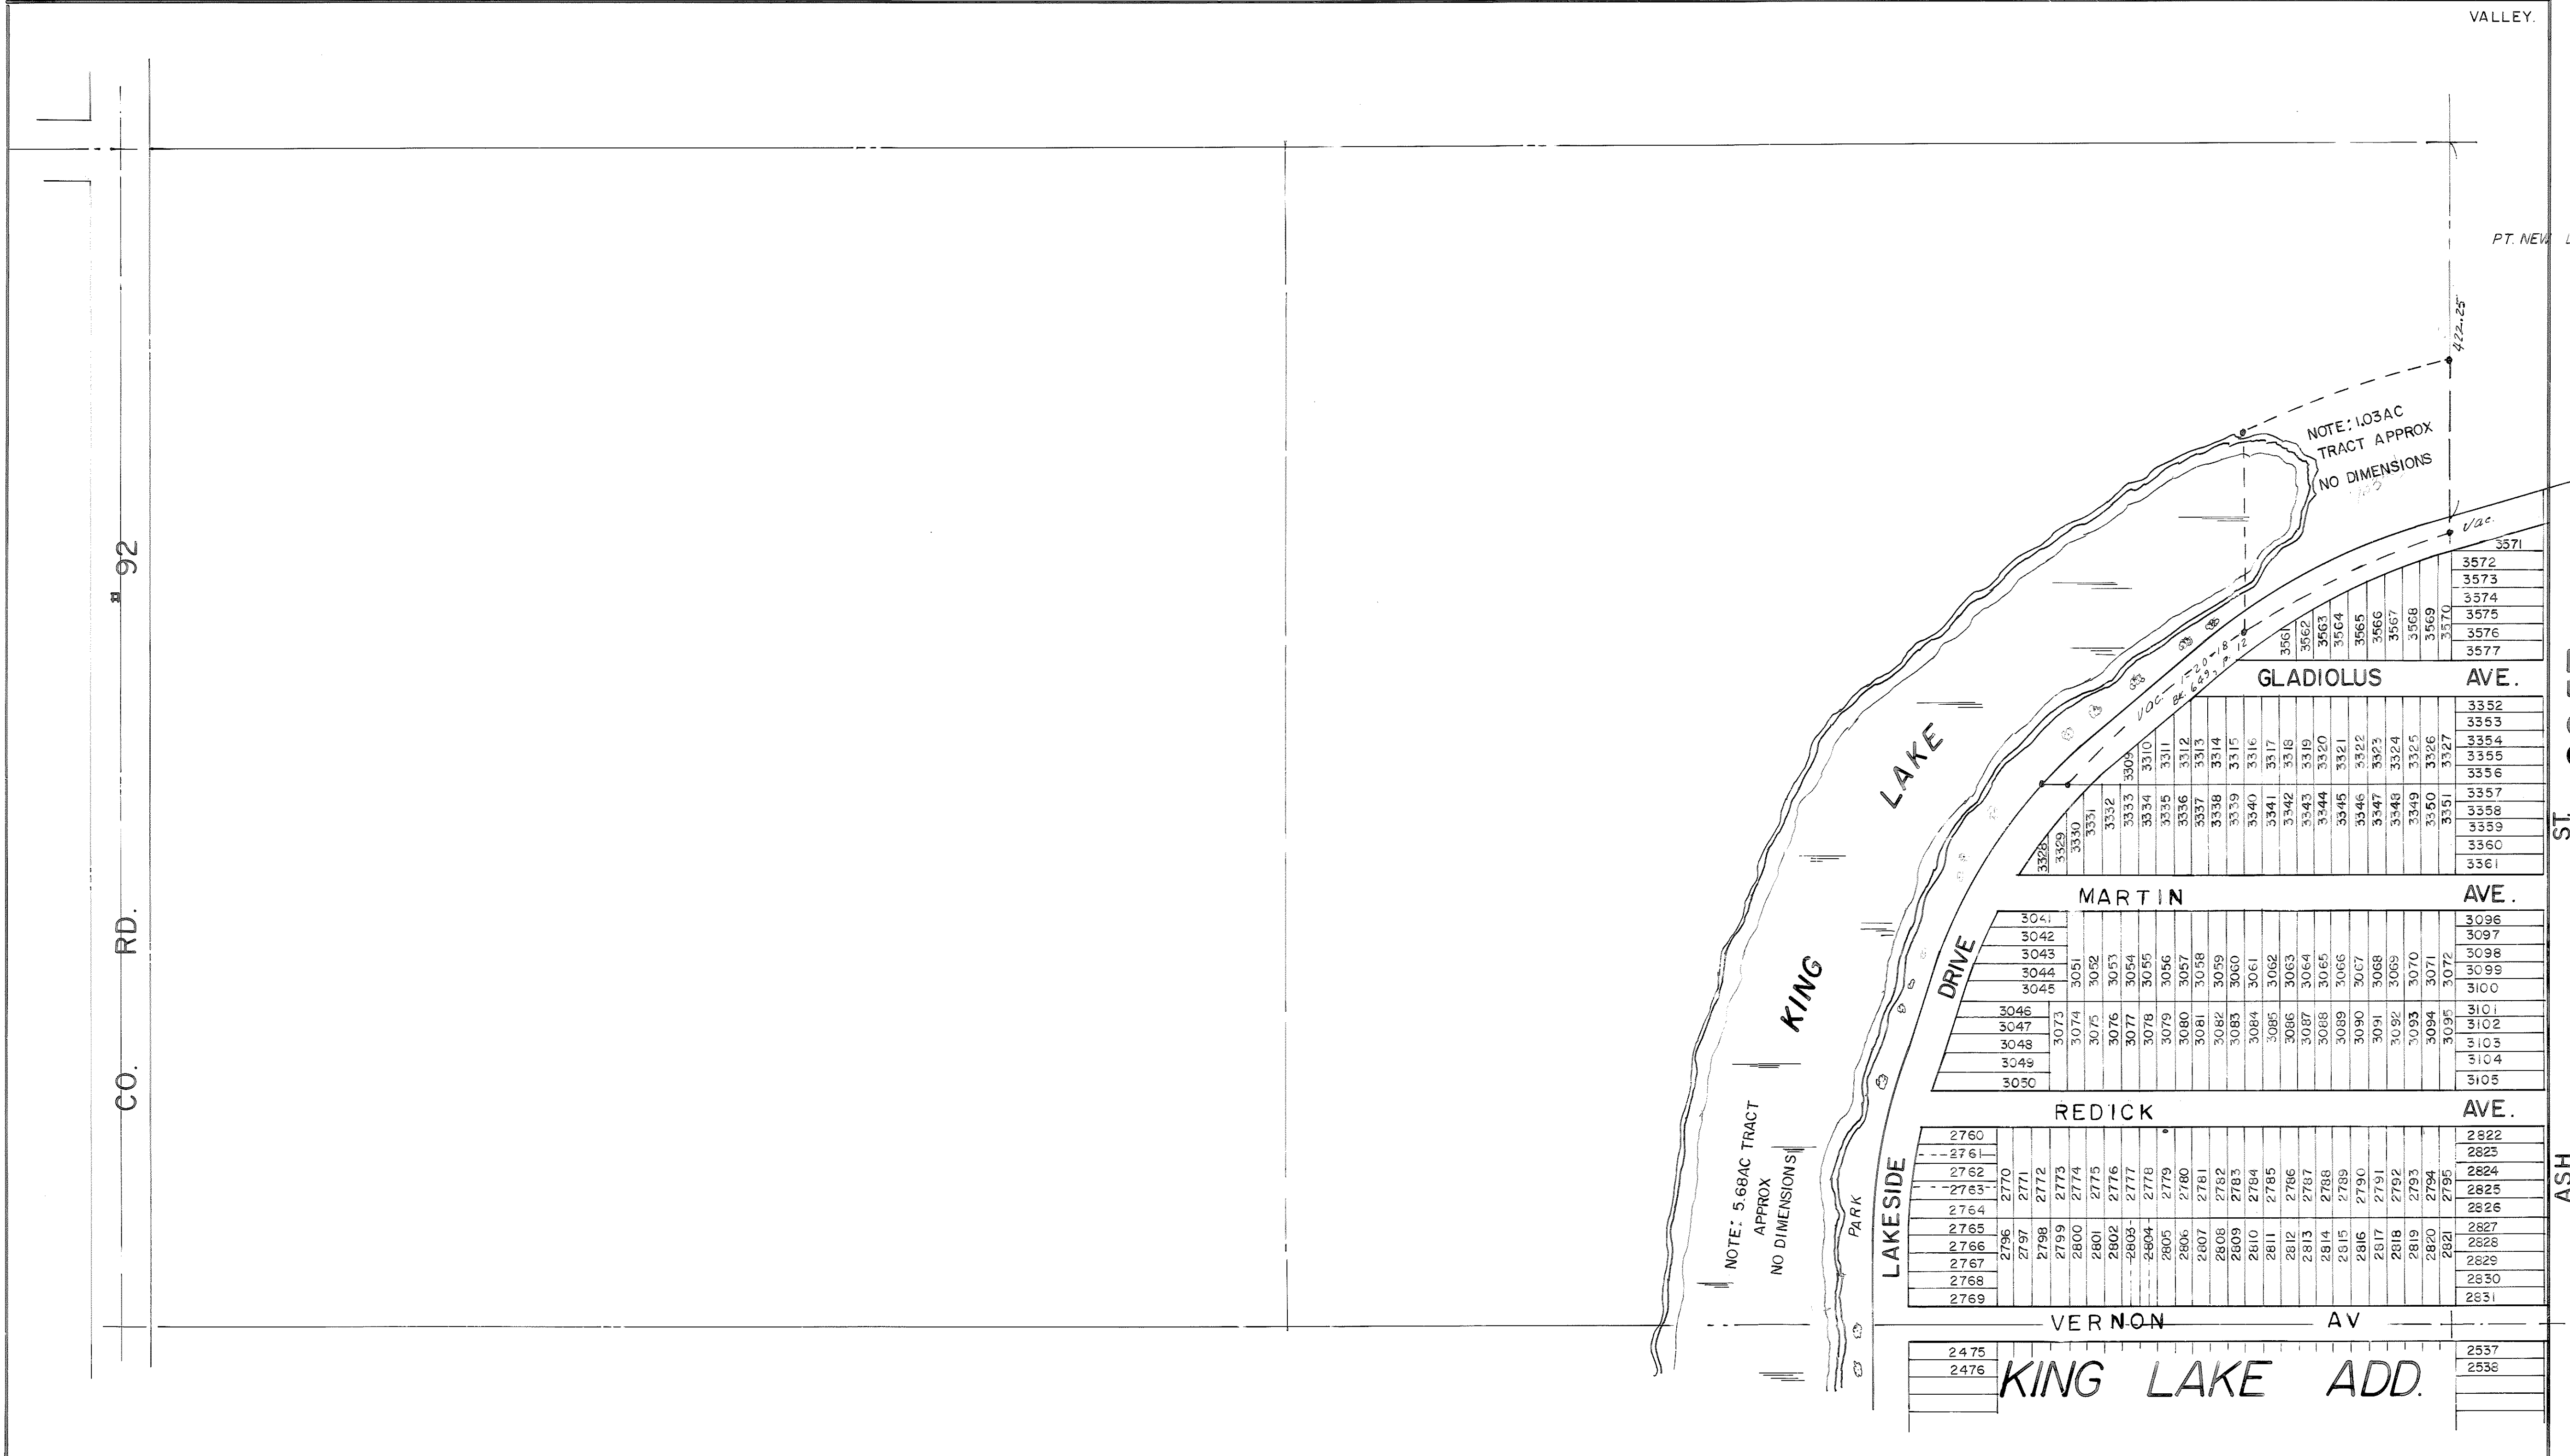 VALLEY.
PT. NEW
422.25
NOTE: 1.03AC
TRACT APPROX
NO DIMENSIONS
vac.
vac. 1-20-18
BK. 649, P. 12
3571
3572
3573
3574
3575
3576
3577
3561 3562 3563 3564 3565 3566 3567 3568 3569 3570
GLADIOLUS AVE.
3352
3353
3354
3355
3356
3357
3358
3359
3360
3361
3309 3310 3311 3312 3313 3314 3315 3316 3317 3318 3319 3320 3321 3322 3323 3324 3325 3326 3327
3328 3329 3330 3331 3332 3333 3334 3335 3336 3337 3338 3339 3340 3341 3342 3343 3344 3345 3346 3347 3348 3349 3350 3351
MARTIN AVE.
3041
3042
3043
3044
3045
3046
3047
3048
3049
3050
3051 3052 3053 3054 3055 3056 3057 3058 3059 3060 3061 3062 3063 3064 3065 3066 3067 3068 3069 3070 3071 3072
3073 3074 3075 3076 3077 3078 3079 3080 3081 3082 3083 3084 3085 3086 3087 3088 3089 3090 3091 3092 3093 3094 3095
3096
3097
3098
3099
3100
3101
3102
3103
3104
3105
REDICK AVE.
2760
2761
2762
2763
2764
2765
2766
2767
2768
2769
2770 2771 2772 2773 2774 2775 2776 2777 2778 2779 2780 2781 2782 2783 2784 2785 2786 2787 2788 2789 2790 2791 2792 2793 2794 2795
2796 2797 2798 2799 2800 2801 2802 2803 2804 2805 2806 2807 2808 2809 2810 2811 2812 2813 2814 2815 2816 2817 2818 2819 2820 2821
2822
2823
2824
2825
2826
2827
2828
2829
2830
2831
VERNON AV
2475
2476
2537
2538
KING LAKE ADD.
KING LAKE
NOTE: 5.68AC TRACT
APPROX
NO DIMENSIONS
PARK
LAKESIDE DRIVE
CO. RD. # 92
ASH ST.